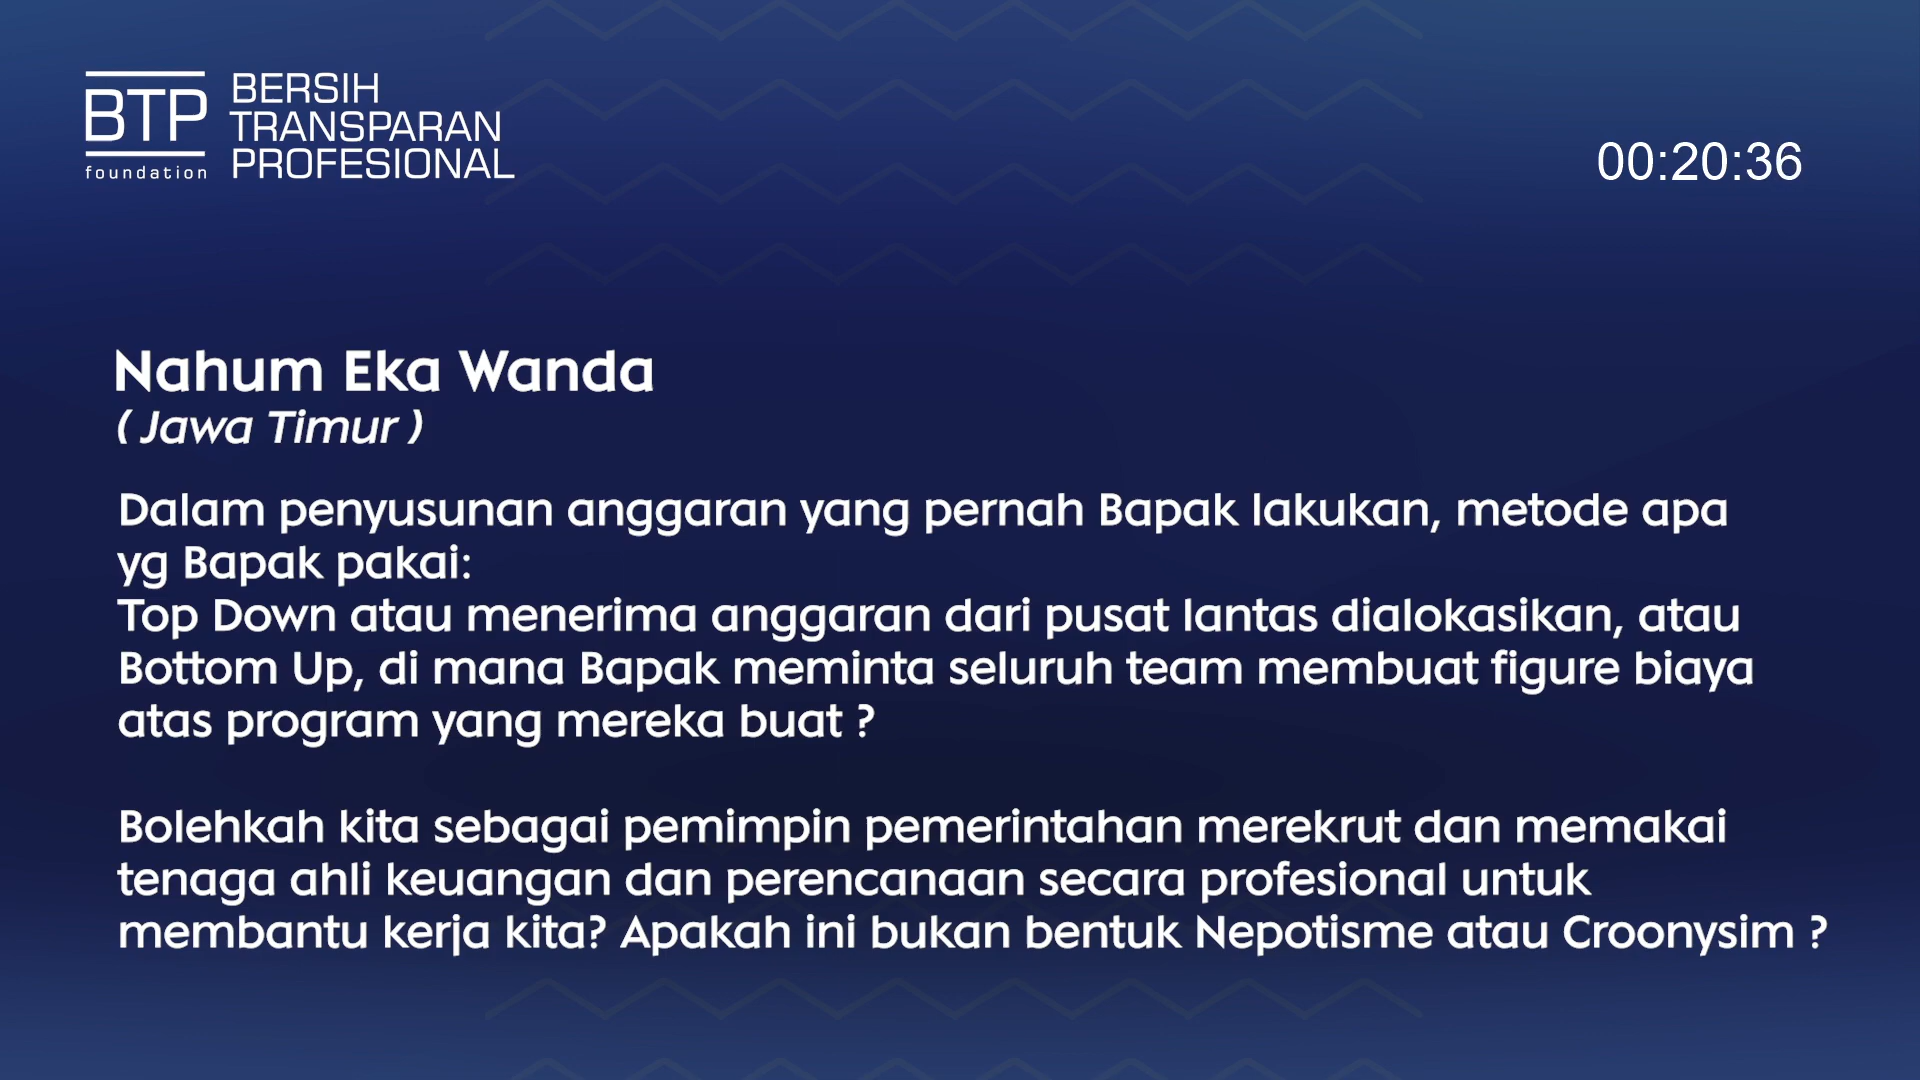 BTP
foundation
BERSIH
TRANSPARAN
PROFESIONAL
00:20:36
Nahum Eka Wanda
( Jawa Timur )
Dalam penyusunan anggaran yang pernah Bapak lakukan, metode apa
yg Bapak pakai:
Top Down atau menerima anggaran dari pusat lantas dialokasikan, atau
Bottom Up, di mana Bapak meminta seluruh team membuat figure biaya
atas program yang mereka buat ?
Bolehkah kita sebagai pemimpin pemerintahan merekrut dan memakai
tenaga ahli keuangan dan perencanaan secara profesional untuk
membantu kerja kita? Apakah ini bukan bentuk Nepotisme atau Croonysim ?